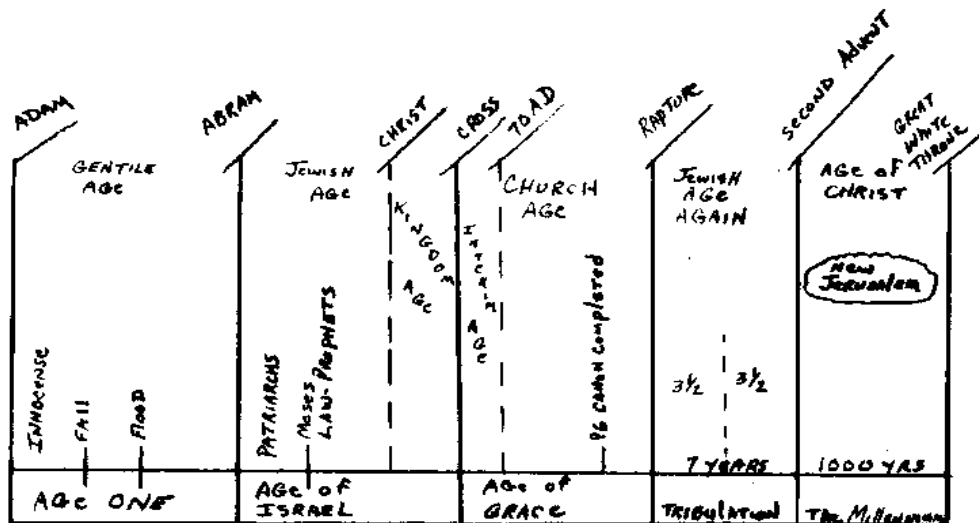 ADAM
ABRAM
CHRIST
CROSS
70 A.D
RAPTURE
SECOND ADVENT
GREAT
WHITE
THRONE
GENTILE
AGE
JEWISH
AGE
KINGDOM
AGE
INTERIM
AGE
CHURCH
AGE
JEWISH
AGE
AGAIN
AGE of
CHRIST
NEW
JERUSALEM
INNOCENSE
FALL
FLOOD
PATRIARCHS
MOSES
LAW-PROPHETS
96 CANON COMPLETED
3½
3½
7 YEARS
1000 YRS
AGE ONE
AGE of
ISRAEL
AGE of
GRACE
TRIBULATION
THE MILLENNIUM